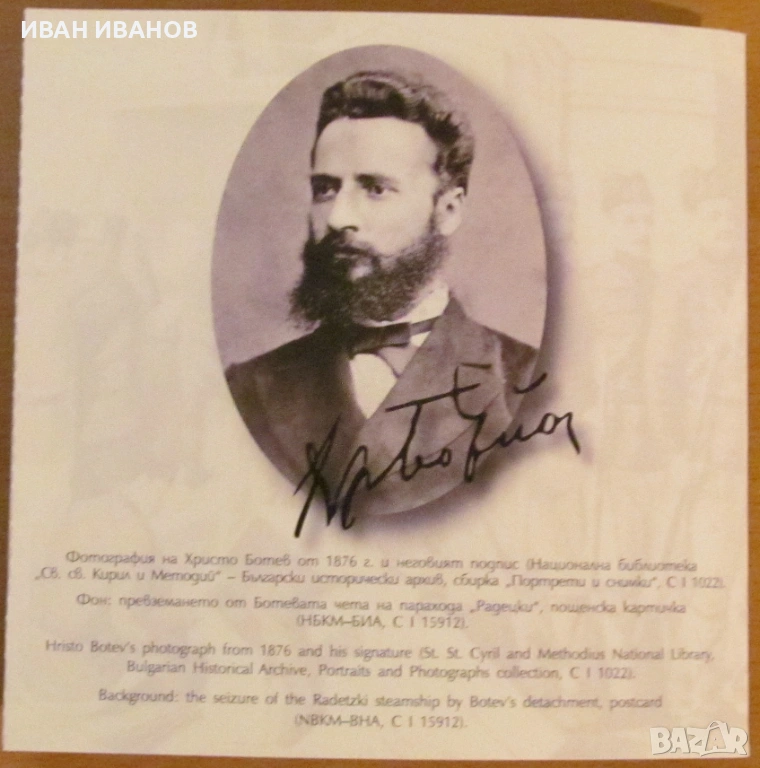 ИВАН ИВАНОВ
Фотография на Христо Ботев от 1876 г. и неговият подпис (Национална библиотека
„Св. св. Кирил и Методий“ – Български исторически архив, сбирка „Портрети и снимки“, С I 1022).
Фон: превземането от Ботевата чета на парахода „Радецки“, пощенска картичка
(НБКМ–БИА, С I 15912).
Hristo Botev's photograph from 1876 and his signature (St. St. Cyril and Methodius National Library,
Bulgarian Historical Archive, Portraits and Photographs collection, C I 1022).
Background: the seizure of the Radetzki steamship by Botev's detachment, postcard
(NBKM–BHA, C I 15912).
BAZAR.BG